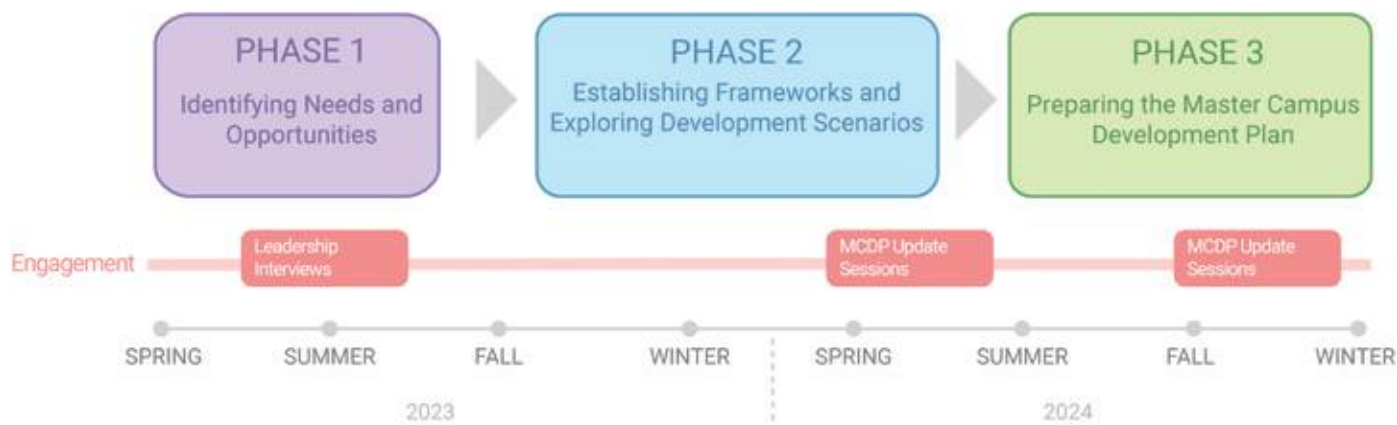 PHASE 1
Identifying Needs and
Opportunities
PHASE 2
Establishing Frameworks and
Exploring Development Scenarios
PHASE 3
Preparing the Master Campus
Development Plan
Engagement
Leadership
Interviews
MCDP Update
Sessions
MCDP Update
Sessions
SPRING
SUMMER
FALL
WINTER
SPRING
SUMMER
FALL
WINTER
2023
2024